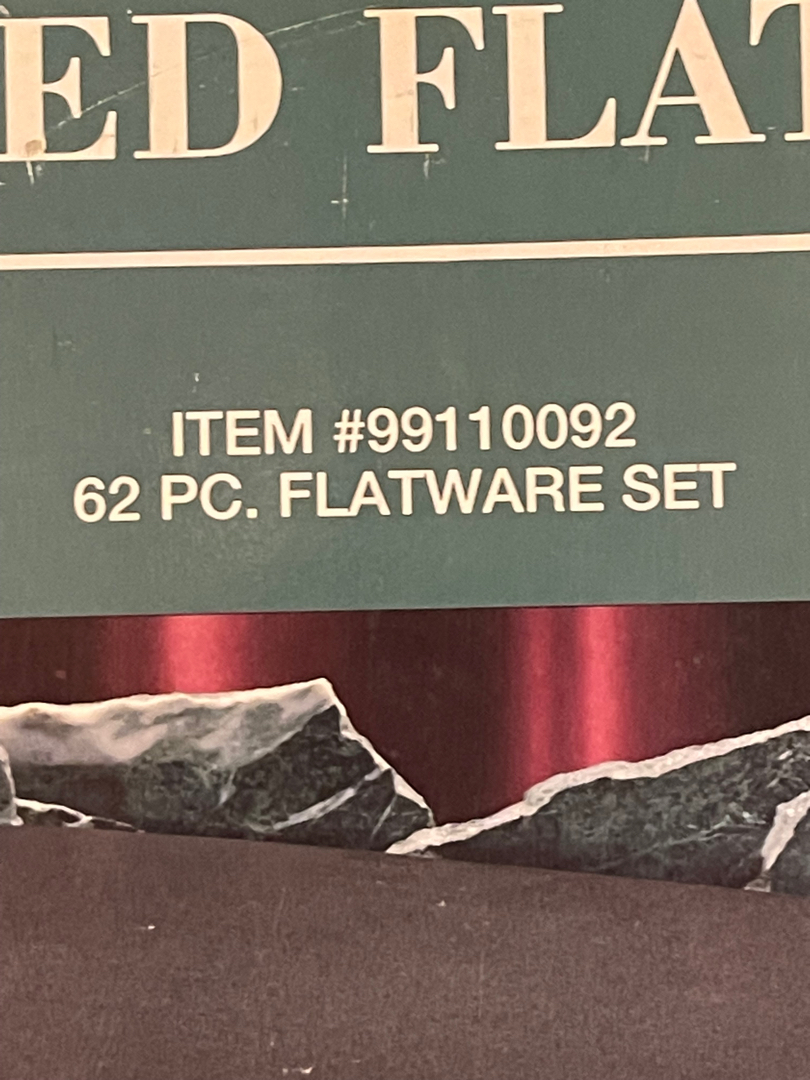 ED FLAT
ITEM #99110092
62 PC. FLATWARE SET